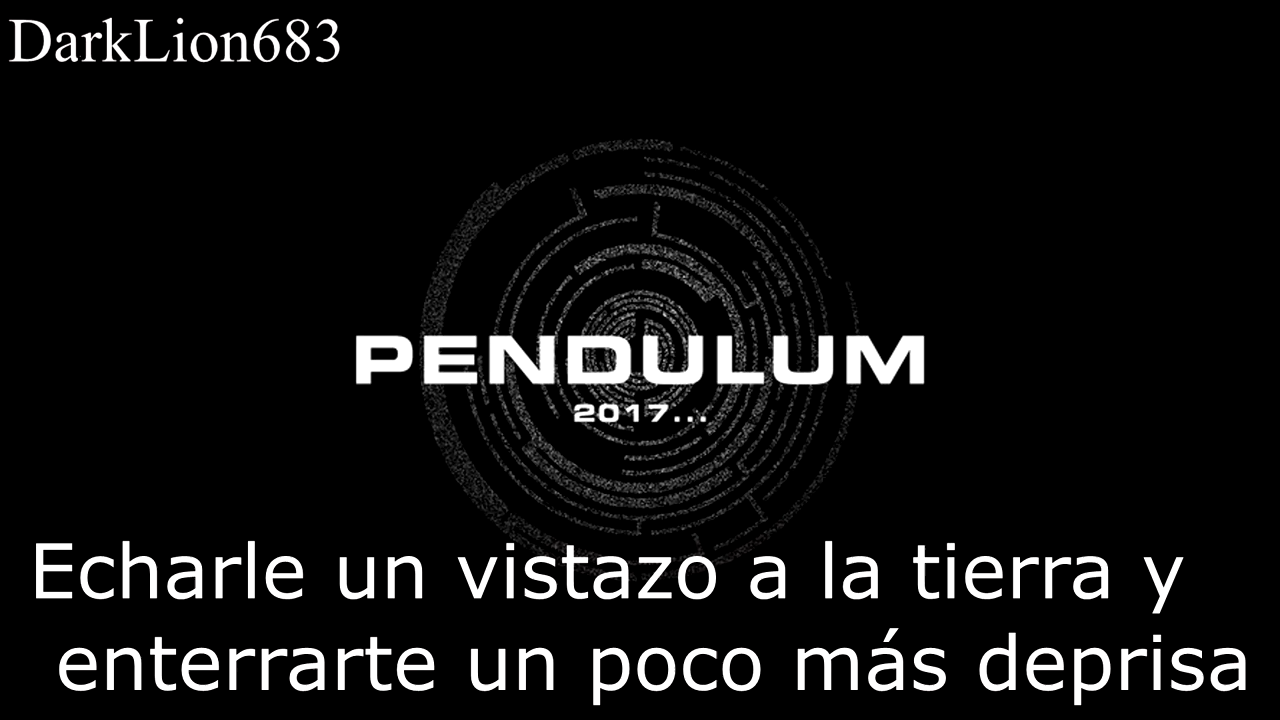 DarkLion683
PENDULUM
2017...
Echarle un vistazo a la tierra y
enterrarte un poco más deprisa